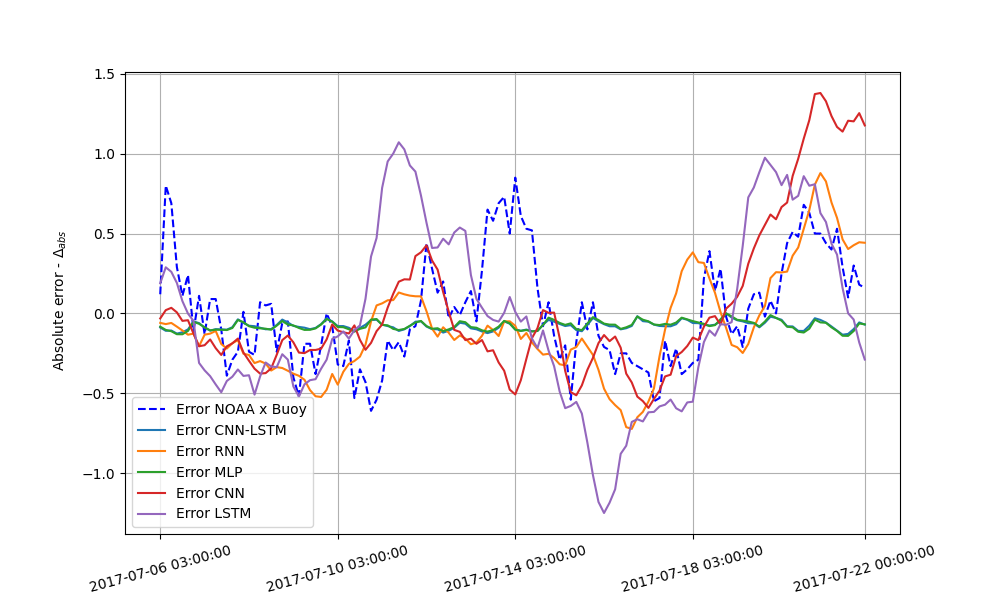 1.5
1.0
0.5
0.0
−0.5
−1.0
Absolute error - Δabs
Error NOAA x Buoy
Error CNN-LSTM
Error RNN
Error MLP
Error CNN
Error LSTM
2017-07-06 03:00:00
2017-07-10 03:00:00
2017-07-14 03:00:00
2017-07-18 03:00:00
2017-07-22 00:00:00